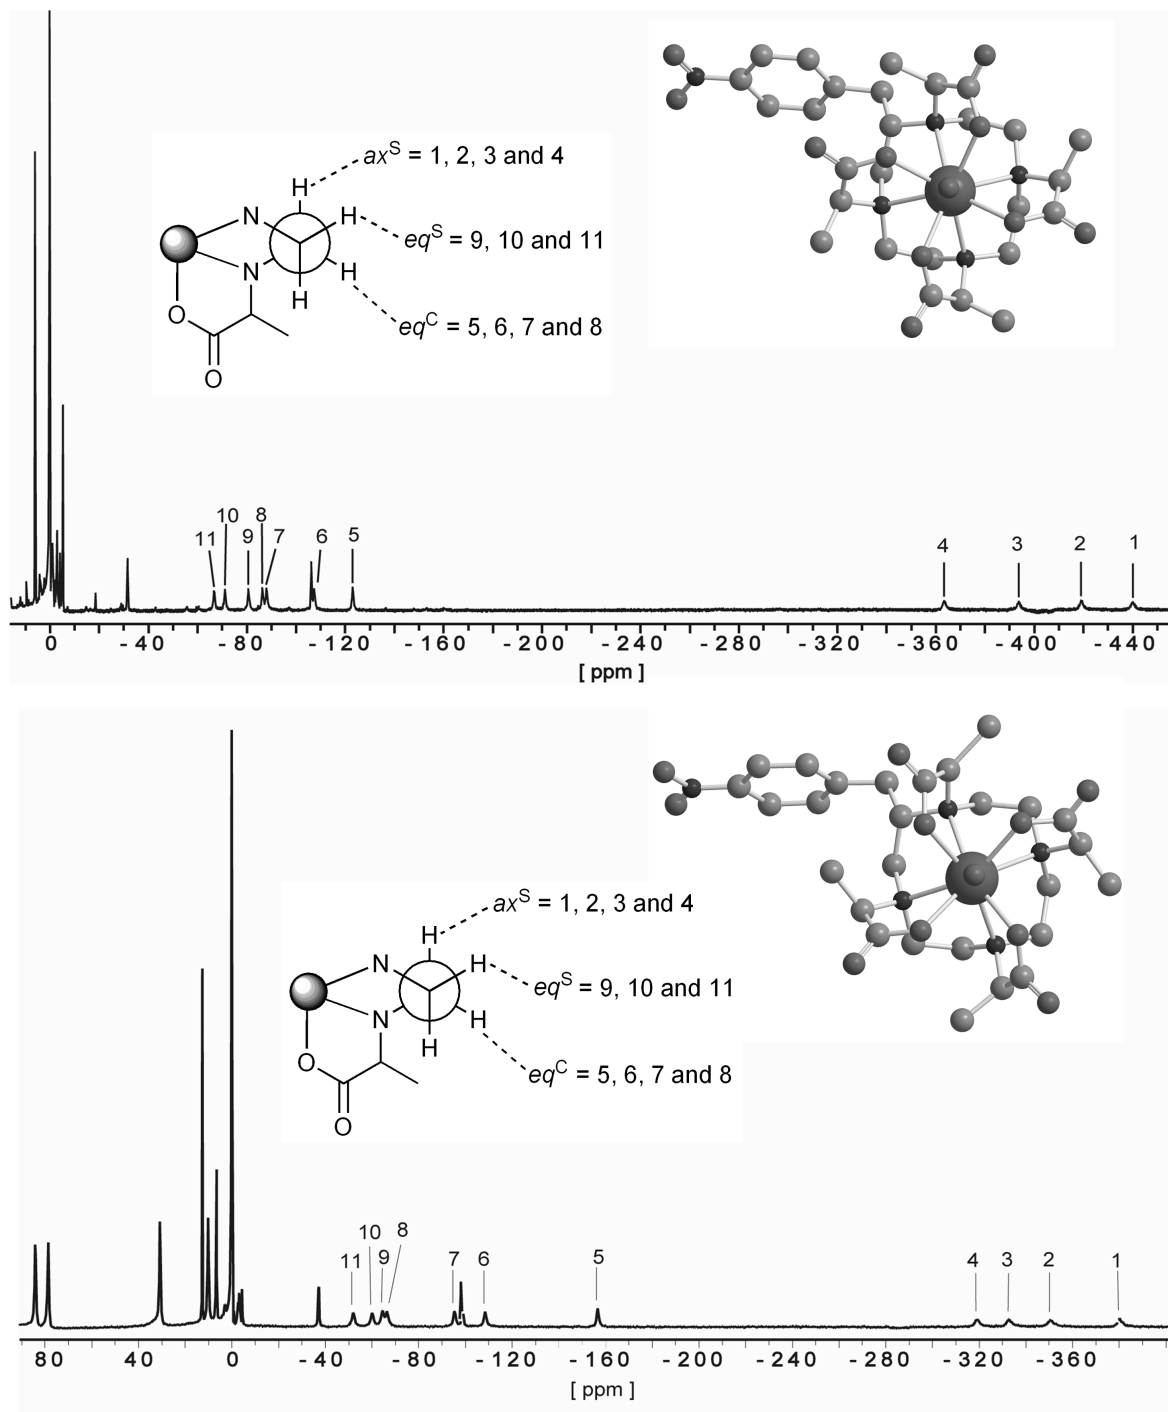 axS = 1, 2, 3 and 4
H
N
H
eqS = 9, 10 and 11
N
H
H
O
eqC = 5, 6, 7 and 8
O
11
10
9
8
7
6
5
4
3
2
1
0
-40
-80
-120
-160
-200
-240
-280
-320
-360
-400
-440
[ ppm ]
axS = 1, 2, 3 and 4
H
N
H
eqS = 9, 10 and 11
N
H
H
O
eqC = 5, 6, 7 and 8
O
11
10
9
8
7
6
5
4
3
2
1
80
40
0
-40
-80
-120
-160
-200
-240
-280
-320
-360
[ ppm ]